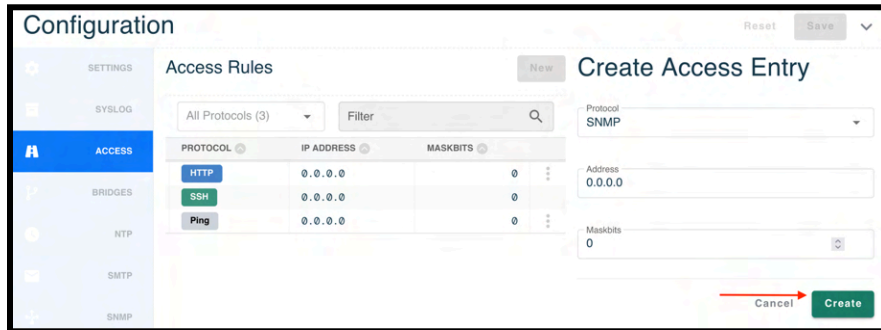 Configuration
Reset
Save
SETTINGS
SYSLOG
ACCESS
BRIDGES
NTP
SMTP
SNMP
Access Rules
New
All Protocols (3)
Filter
PROTOCOL IP ADDRESS MASKBITS
HTTP 0.0.0.0 0
SSH 0.0.0.0 0
Ping 0.0.0.0 0
Create Access Entry
Protocol
SNMP
Address
0.0.0.0
Maskbits
0
Cancel
Create